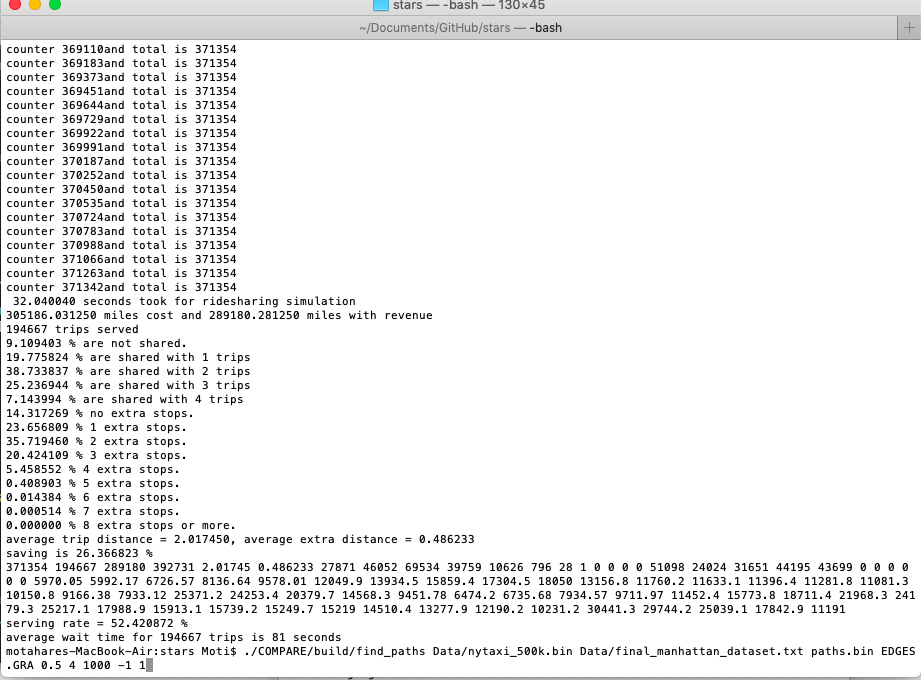 stars — -bash — 130×45
~/Documents/GitHub/stars — -bash
counter 369110and total is 371354
counter 369183and total is 371354
counter 369373and total is 371354
counter 369451and total is 371354
counter 369644and total is 371354
counter 369729and total is 371354
counter 369922and total is 371354
counter 369991and total is 371354
counter 370187and total is 371354
counter 370252and total is 371354
counter 370450and total is 371354
counter 370535and total is 371354
counter 370724and total is 371354
counter 370783and total is 371354
counter 370988and total is 371354
counter 371066and total is 371354
counter 371263and total is 371354
counter 371342and total is 371354
32.040040 seconds took for ridesharing simulation
305186.031250 miles cost and 289180.281250 miles with revenue
194667 trips served
9.109403 % are not shared.
19.775824 % are shared with 1 trips
38.733837 % are shared with 2 trips
25.236944 % are shared with 3 trips
7.143994 % are shared with 4 trips
14.317269 % no extra stops.
23.656809 % 1 extra stops.
35.719460 % 2 extra stops.
20.424109 % 3 extra stops.
5.458552 % 4 extra stops.
0.408903 % 5 extra stops.
0.014384 % 6 extra stops.
0.000514 % 7 extra stops.
0.000000 % 8 extra stops or more.
average trip distance = 2.017450, average extra distance = 0.486233
saving is 26.366823 %
371354 194667 289180 392731 2.01745 0.486233 27871 46052 69534 39759 10626 796 28 1 0 0 0 0 51098 24024 31651 44195 43699 0 0 0 0
0 0 5970.05 5992.17 6726.57 8136.64 9578.01 12049.9 13934.5 15859.4 17304.5 18050 13156.8 11760.2 11633.1 11396.4 11281.8 11081.3
10150.8 9166.38 7933.12 25371.2 24253.4 20379.7 14568.3 9451.78 6474.2 6735.68 7934.57 9711.97 11452.4 15773.8 18711.4 21968.3 241
79.3 25217.1 17988.9 15913.1 15739.2 15249.7 15219 14510.4 13277.9 12190.2 10231.2 30441.3 29744.2 25039.1 17842.9 11191
serving rate = 52.420872 %
average wait time for 194667 trips is 81 seconds
motahares-MacBook-Air:stars Moti$ ./COMPARE/build/find_paths Data/nytaxi_500k.bin Data/final_manhattan_dataset.txt paths.bin EDGES
.GRA 0.5 4 1000 -1 1